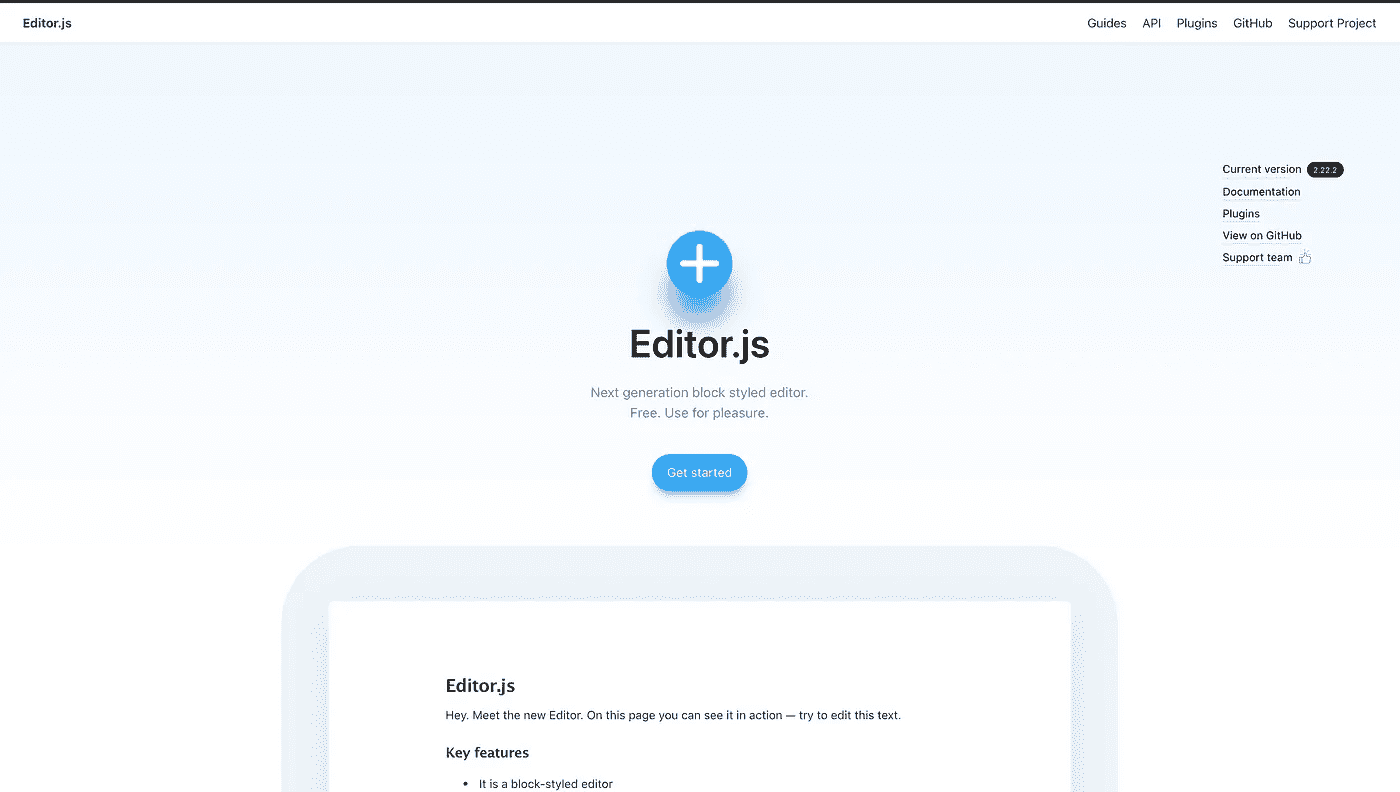 Editor.js
Guides
API
Plugins
GitHub
Support Project
Current version 2.22.2
Documentation
Plugins
View on GitHub
Support team
Editor.js
Next generation block styled editor.
Free. Use for pleasure.
Get started
Editor.js
Hey. Meet the new Editor. On this page you can see it in action — try to edit this text.
Key features
• It is a block-styled editor